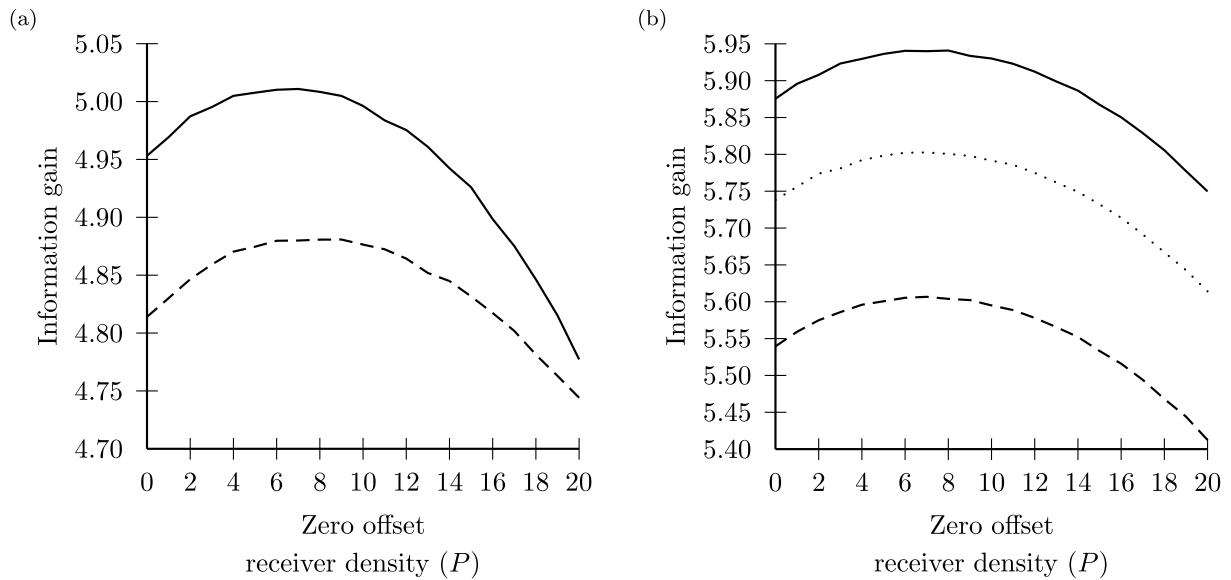 (a)
5.05
5.00
4.95
4.90
4.85
4.80
4.75
4.70
Information gain
0 2 4 6 8 10 12 14 16 18 20
Zero offset
receiver density (P)
(b)
5.95
5.90
5.85
5.80
5.75
5.70
5.65
5.60
5.55
5.50
5.45
5.40
Information gain
0 2 4 6 8 10 12 14 16 18 20
Zero offset
receiver density (P)